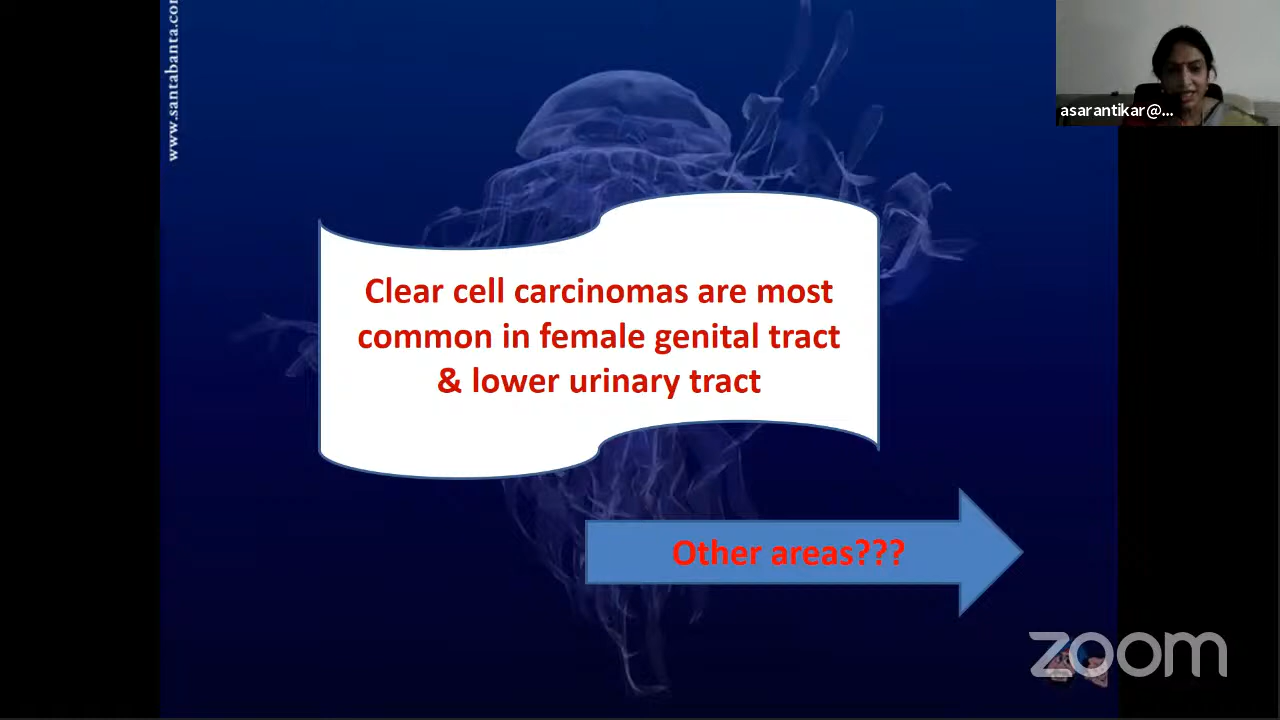 www.santabanta.com
asarantikar@...
Clear cell carcinomas are most
common in female genital tract
& lower urinary tract
Other areas???
zoom